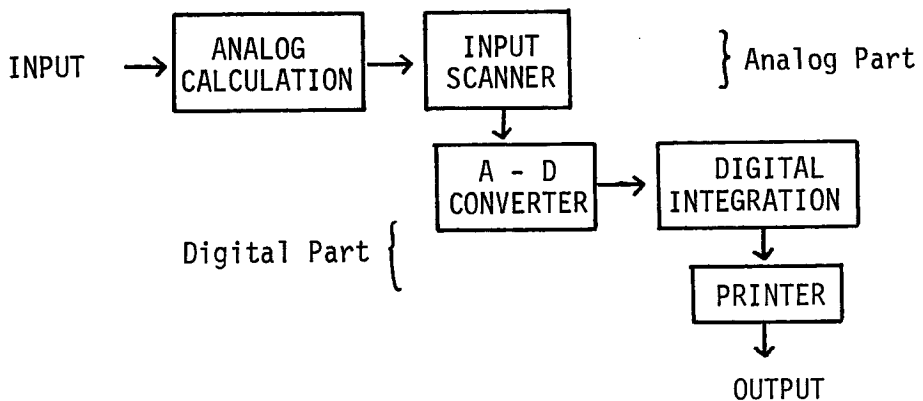 INPUT
ANALOG
CALCULATION
INPUT
SCANNER
} Analog Part
A - D
CONVERTER
DIGITAL
INTEGRATION
Digital Part {
PRINTER
OUTPUT